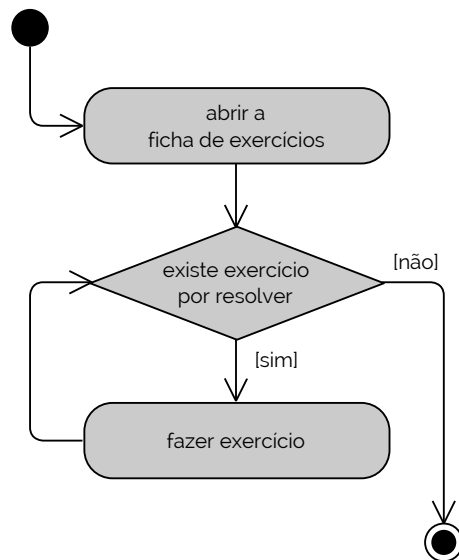 abrir a
ficha de exercícios
existe exercício
por resolver
[não]
[sim]
fazer exercício